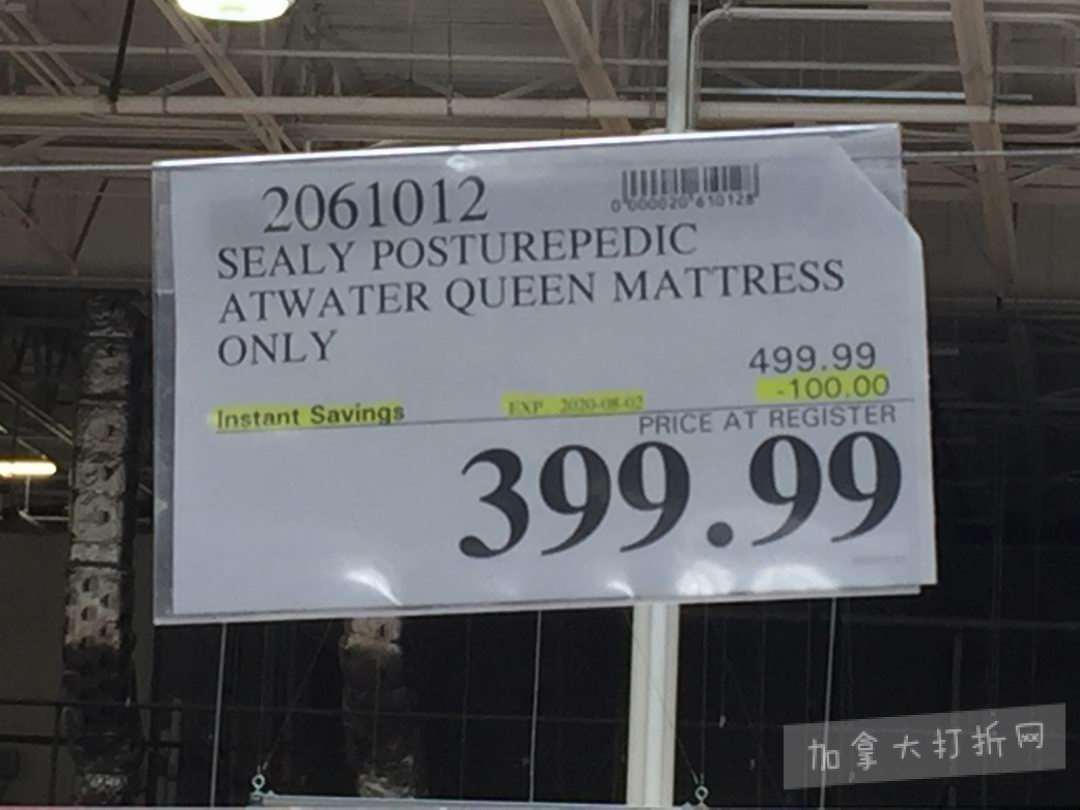 2061012
0 000020 610128
SEALY POSTUREPEDIC
ATWATER QUEEN MATTRESS
ONLY
499.99
Instant Savings EXP 2020-08-02 -100.00
PRICE AT REGISTER
399.99
加拿大打折网